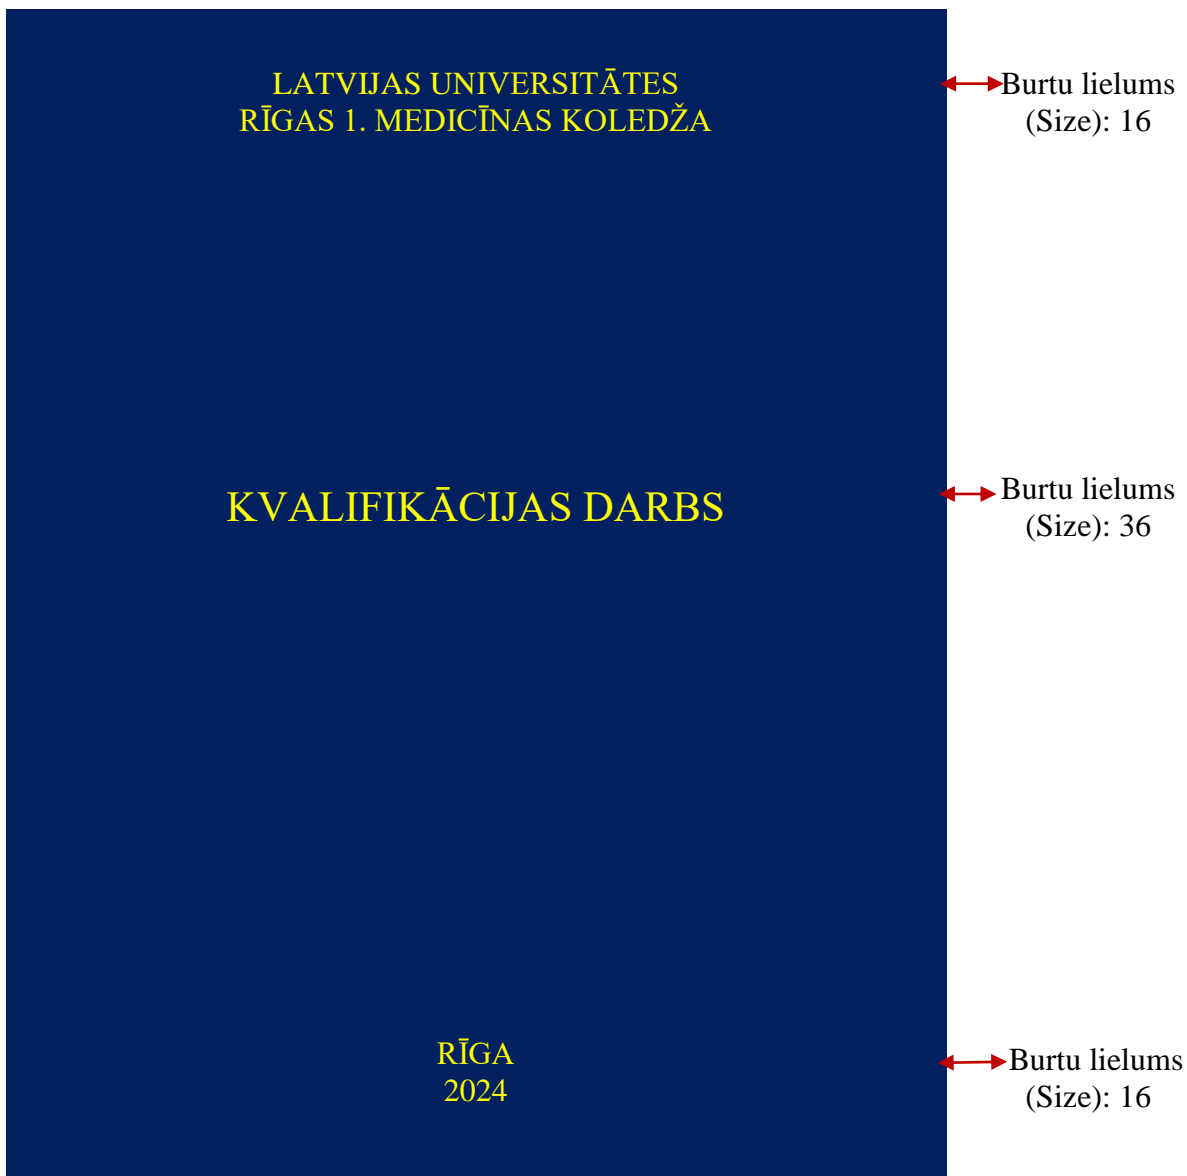 LATVIJAS UNIVERSITĀTES
RĪGAS 1. MEDICĪNAS KOLEDŽA
Burtu lielums
(Size): 16
KVALIFIKĀCIJAS DARBS
Burtu lielums
(Size): 36
RĪGA
2024
Burtu lielums
(Size): 16